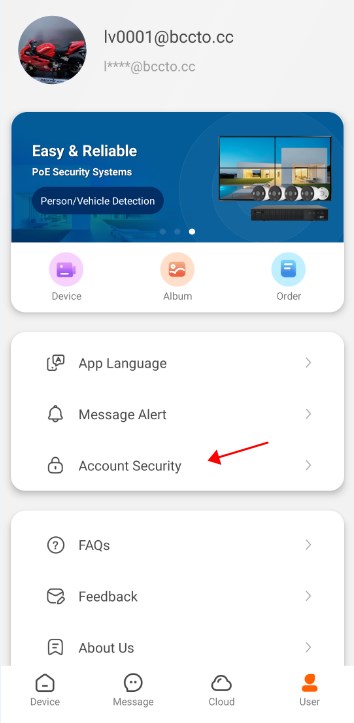 lv0001@bccto.cc
l****@bccto.cc
Easy & Reliable
PoE Security Systems
Person/Vehicle Detection
Device
Album
Order
App Language
Message Alert
Account Security
FAQs
Feedback
About Us
Device
Message
Cloud
User